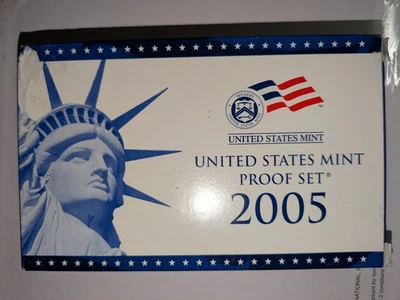 UNITED STATES MINT
UNITED STATES MINT
PROOF SET®
2005